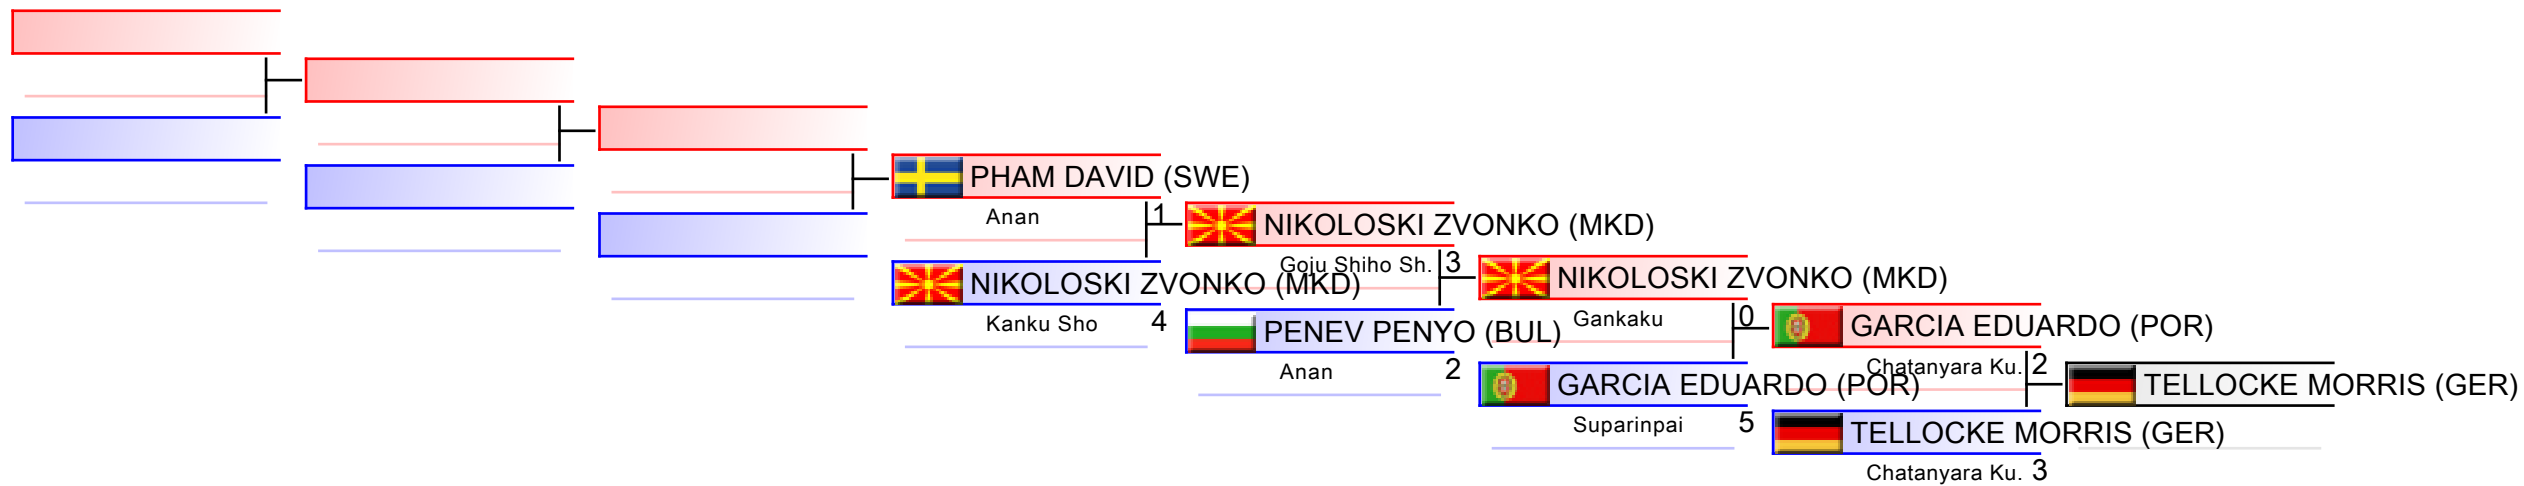 PHAM DAVID (SWE)
Anan
1
NIKOLOSKI ZVONKO (MKD)
Kanku Sho
4
NIKOLOSKI ZVONKO (MKD)
Goju Shiho Sh.
3
PENEV PENYO (BUL)
Anan
2
NIKOLOSKI ZVONKO (MKD)
Gankaku
0
GARCIA EDUARDO (POR)
Suparinpai
5
GARCIA EDUARDO (POR)
Chatanyara Ku.
2
TELLOCKE MORRIS (GER)
Chatanyara Ku.
3
TELLOCKE MORRIS (GER)